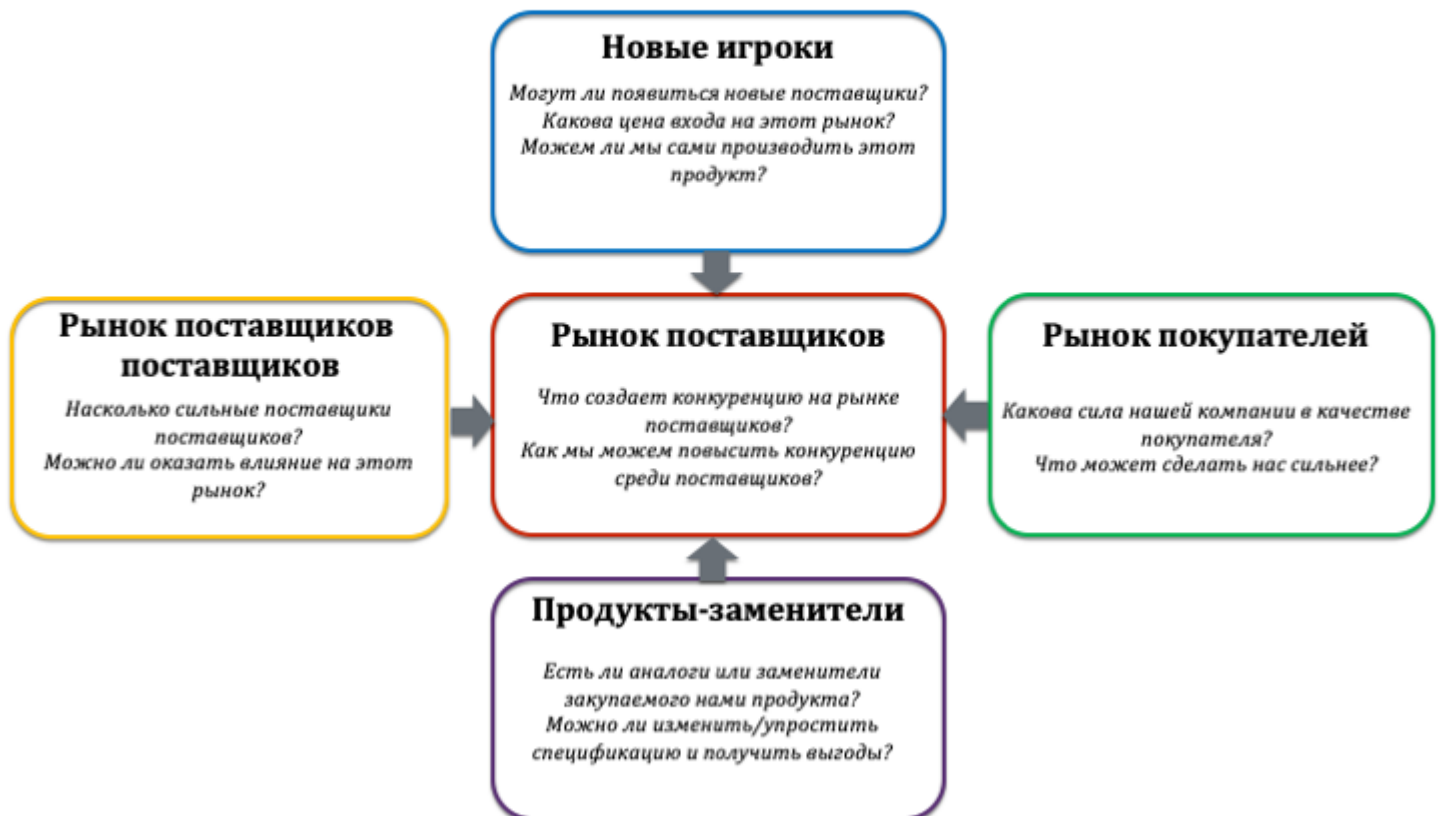 Новые игроки
Могут ли появиться новые поставщики?
Какова цена входа на этот рынок?
Можем ли мы сами производить этот
продукт?
Рынок поставщиков
поставщиков
Насколько сильные поставщики
поставщиков?
Можно ли оказать влияние на этот
рынок?
Рынок поставщиков
Что создает конкуренцию на рынке
поставщиков?
Как мы можем повысить конкуренцию
среди поставщиков?
Рынок покупателей
Какова сила нашей компании в качестве
покупателя?
Что может сделать нас сильнее?
Продукты-заменители
Есть ли аналоги или заменители
закупаемого нами продукта?
Можно ли изменить/упростить
спецификацию и получить выгоды?